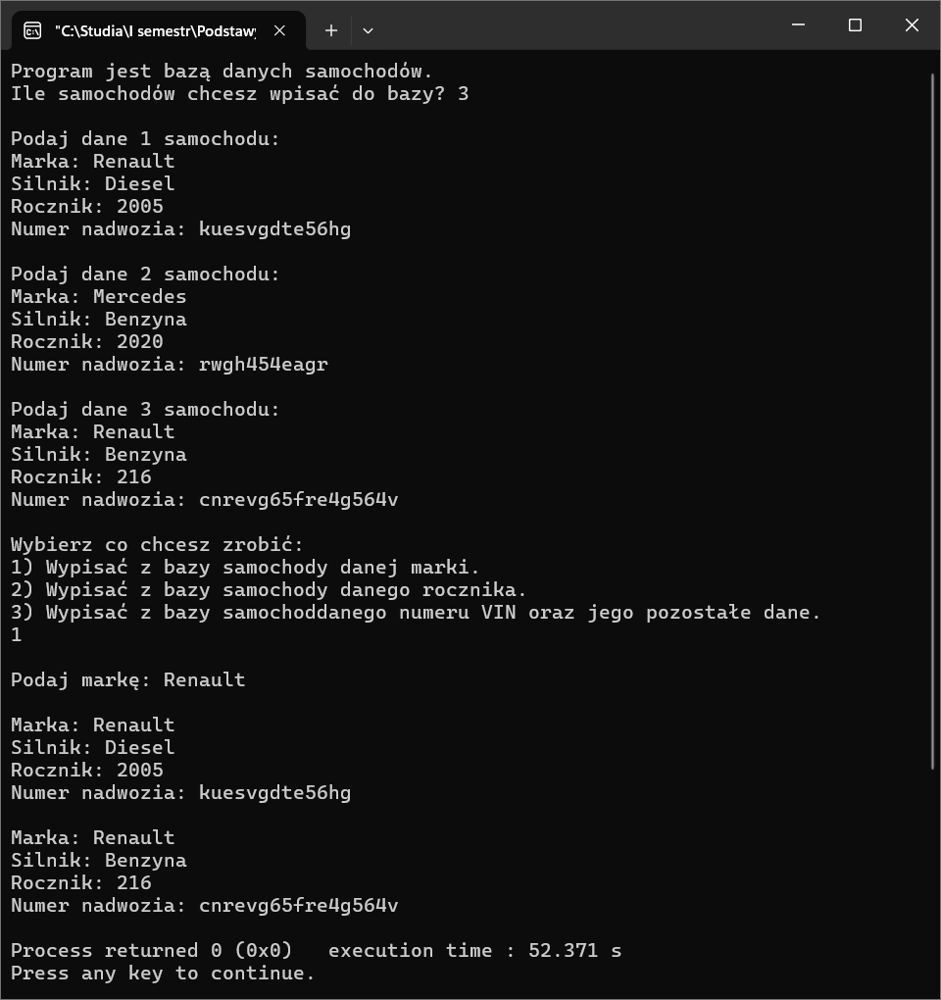 "C:\Studia\I semestr\Podstawy
Program jest bazą danych samochodów.
Ile samochodów chcesz wpisać do bazy? 3
Podaj dane 1 samochodu:
Marka: Renault
Silnik: Diesel
Rocznik: 2005
Numer nadwozia: kuesvgdte56hg
Podaj dane 2 samochodu:
Marka: Mercedes
Silnik: Benzyna
Rocznik: 2020
Numer nadwozia: rwgh454eagr
Podaj dane 3 samochodu:
Marka: Renault
Silnik: Benzyna
Rocznik: 216
Numer nadwozia: cnrevg65fre4g564v
Wybierz co chcesz zrobić:
1) Wypisać z bazy samochody danej marki.
2) Wypisać z bazy samochody danego rocznika.
3) Wypisać z bazy samochoddanego numeru VIN oraz jego pozostałe dane.
1
Podaj markę: Renault
Marka: Renault
Silnik: Diesel
Rocznik: 2005
Numer nadwozia: kuesvgdte56hg
Marka: Renault
Silnik: Benzyna
Rocznik: 216
Numer nadwozia: cnrevg65fre4g564v
Process returned 0 (0x0)   execution time : 52.371 s
Press any key to continue.